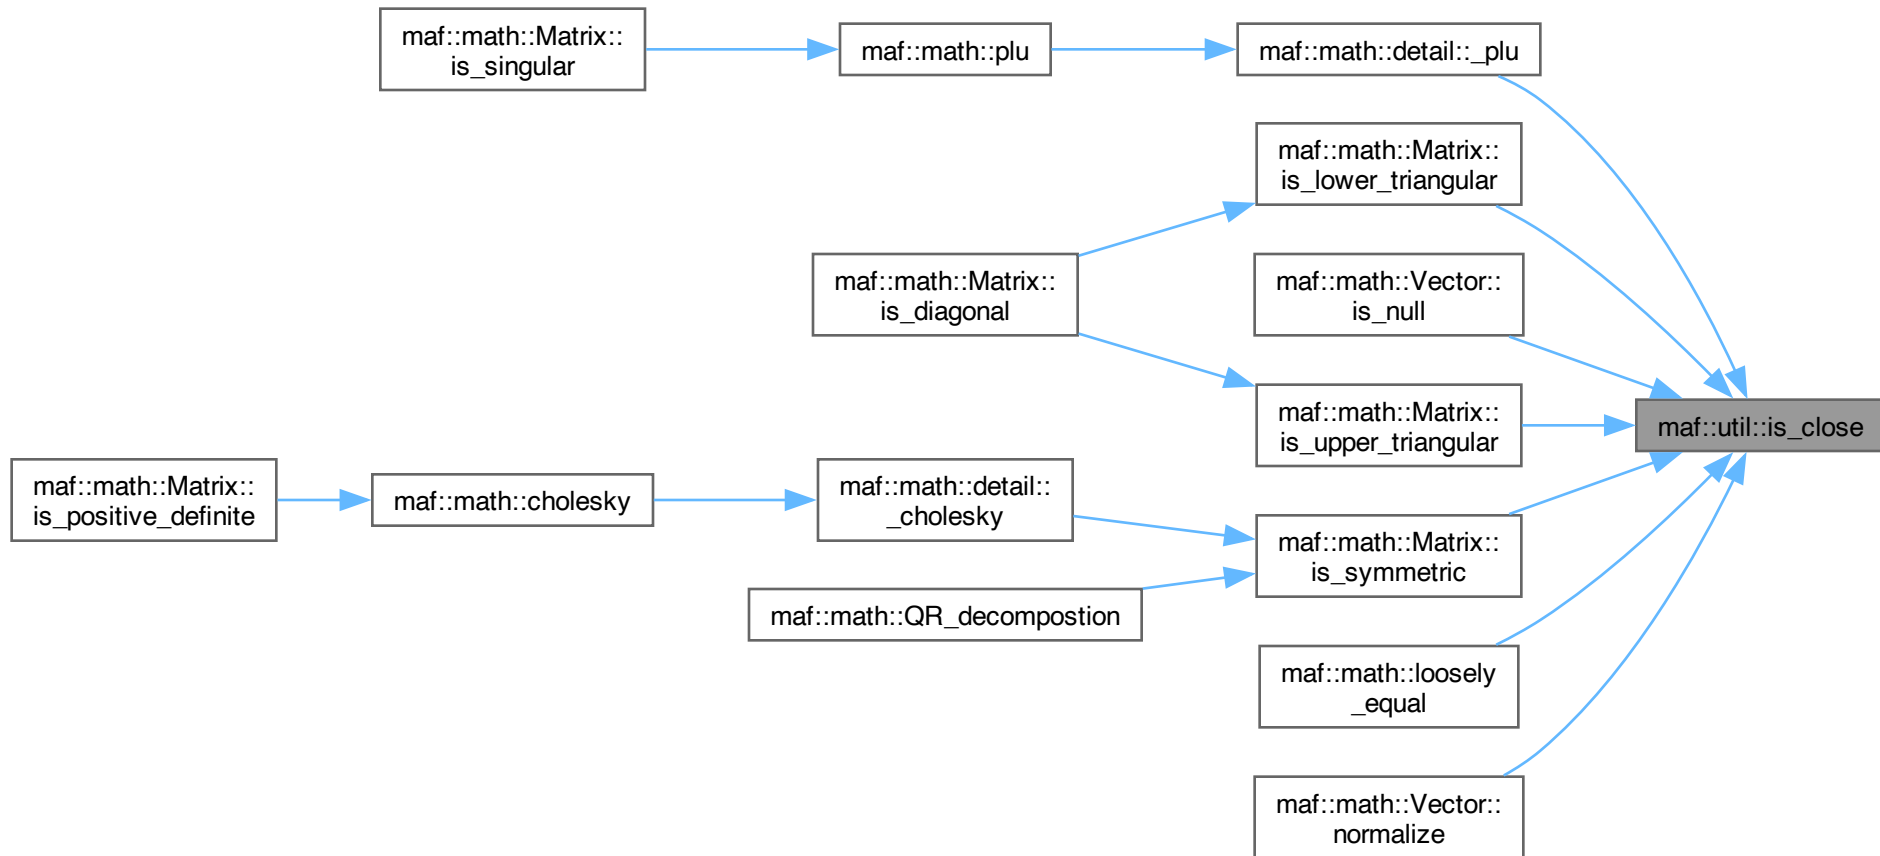 maf::math::Matrix::
is_singular
maf::math::plu
maf::math::detail::_plu
maf::math::Matrix::
is_lower_triangular
maf::math::Matrix::
is_diagonal
maf::math::Vector::
is_null
maf::math::Matrix::
is_upper_triangular
maf::util::is_close
maf::math::Matrix::
is_positive_definite
maf::math::cholesky
maf::math::detail::
_cholesky
maf::math::Matrix::
is_symmetric
maf::math::QR_decompostion
maf::math::loosely
_equal
maf::math::Vector::
normalize